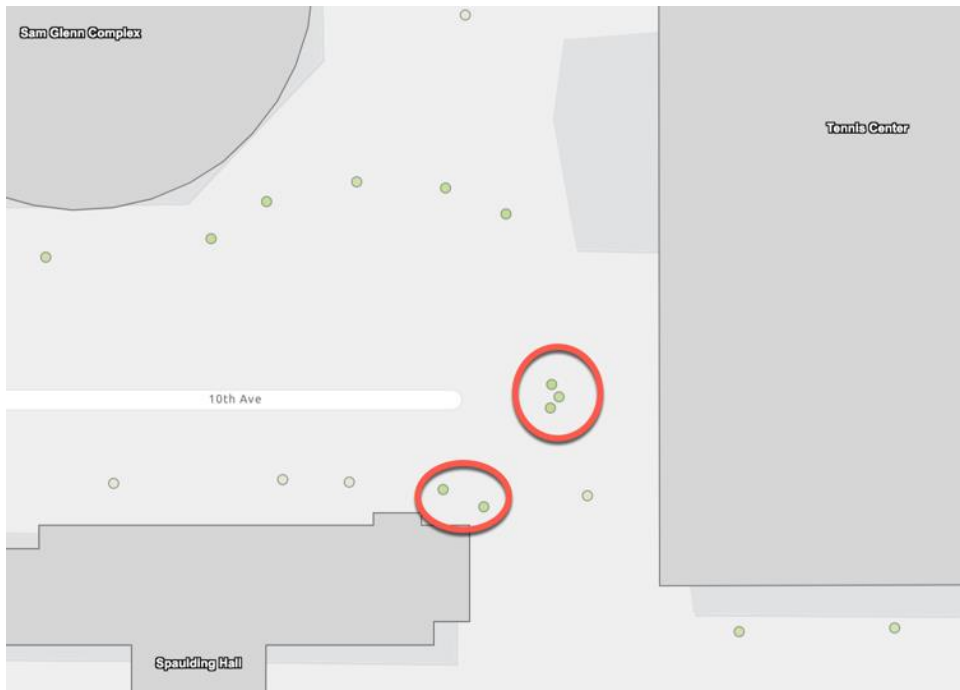 Sam Glenn Complex
Tennis Center
10th Ave
Spaulding Hall